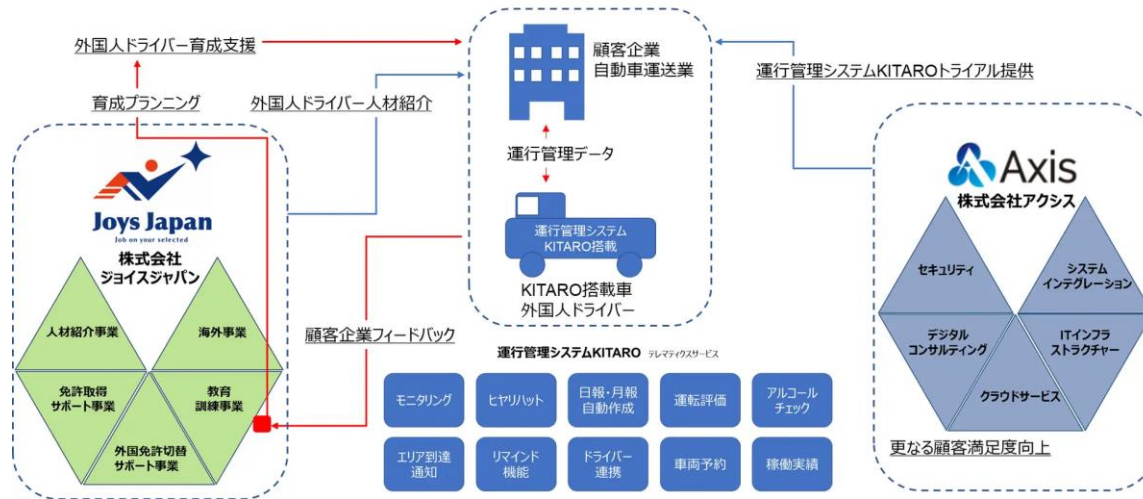 外国人ドライバー育成支援
育成プランニング
外国人ドライバー人材紹介
顧客企業
自動車運送業
運行管理データ
運行管理システム
KITARO搭載
KITARO搭載車
外国人ドライバー
運行管理システムKITAROトライアル提供
Joys Japan
Job on your selected
株式会社
ジョイスジャパン
人材紹介事業
海外事業
免許取得
サポート事業
教育
訓練事業
外国免許切替
サポート事業
顧客企業フィードバック
運行管理システムKITARO テレマティクスサービス
モニタリング
ヒヤリハット
日報・月報
自動作成
運転評価
アルコール
チェック
エリア到達
通知
リマインド
機能
ドライバー
連携
車両予約
稼働実績
Axis
株式会社アクシス
セキュリティ
システム
インテグレーション
デジタル
コンサルティング
ITインフラ
ストラクチャー
クラウドサービス
更なる顧客満足度向上